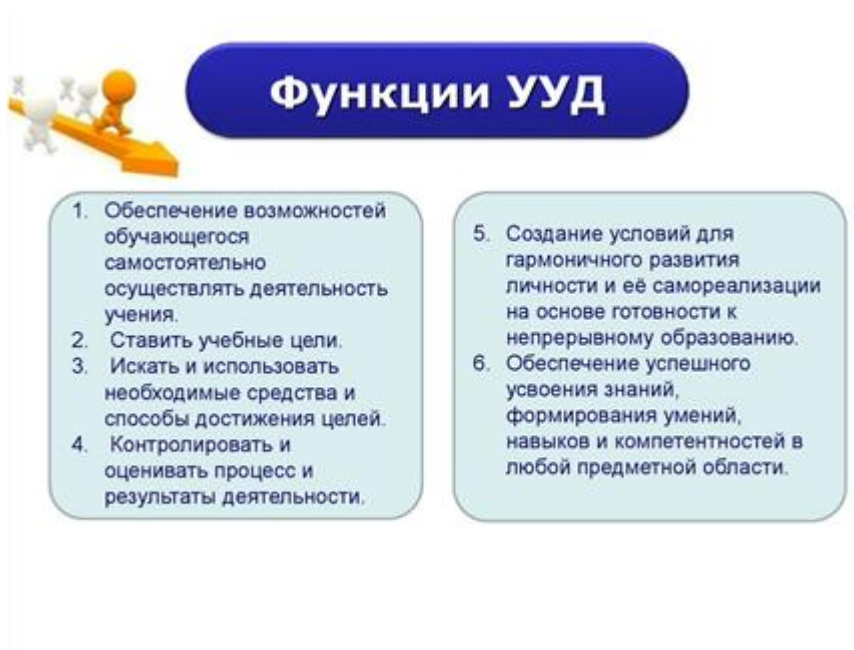 Функции УУД
1. Обеспечение возможностей
обучающегося
самостоятельно
осуществлять деятельность
учения.
2. Ставить учебные цели.
3. Искать и использовать
необходимые средства и
способы достижения целей.
4. Контролировать и
оценивать процесс и
результаты деятельности.
5. Создание условий для
гармоничного развития
личности и её самореализации
на основе готовности к
непрерывному образованию.
6. Обеспечение успешного
усвоения знаний,
формирования умений,
навыков и компетентностей в
любой предметной области.